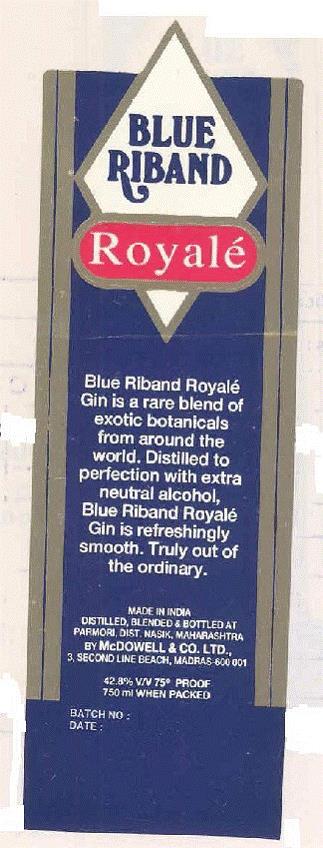 BLUE
RIBAND
Royalé
Blue Riband Royalé
Gin is a rare blend of
exotic botanicals
from around the
world. Distilled to
perfection with extra
neutral alcohol,
Blue Riband Royalé
Gin is refreshingly
smooth. Truly out of
the ordinary.
MADE IN INDIA
DISTILLED, BLENDED & BOTTLED AT
PARMORI, DIST. NASIK, MAHARASHTRA
BY McDOWELL & CO. LTD.,
3, SECOND LINE BEACH, MADRAS-600 001
42.8% V/V 75° PROOF
750 ml WHEN PACKED
BATCH NO :
DATE :